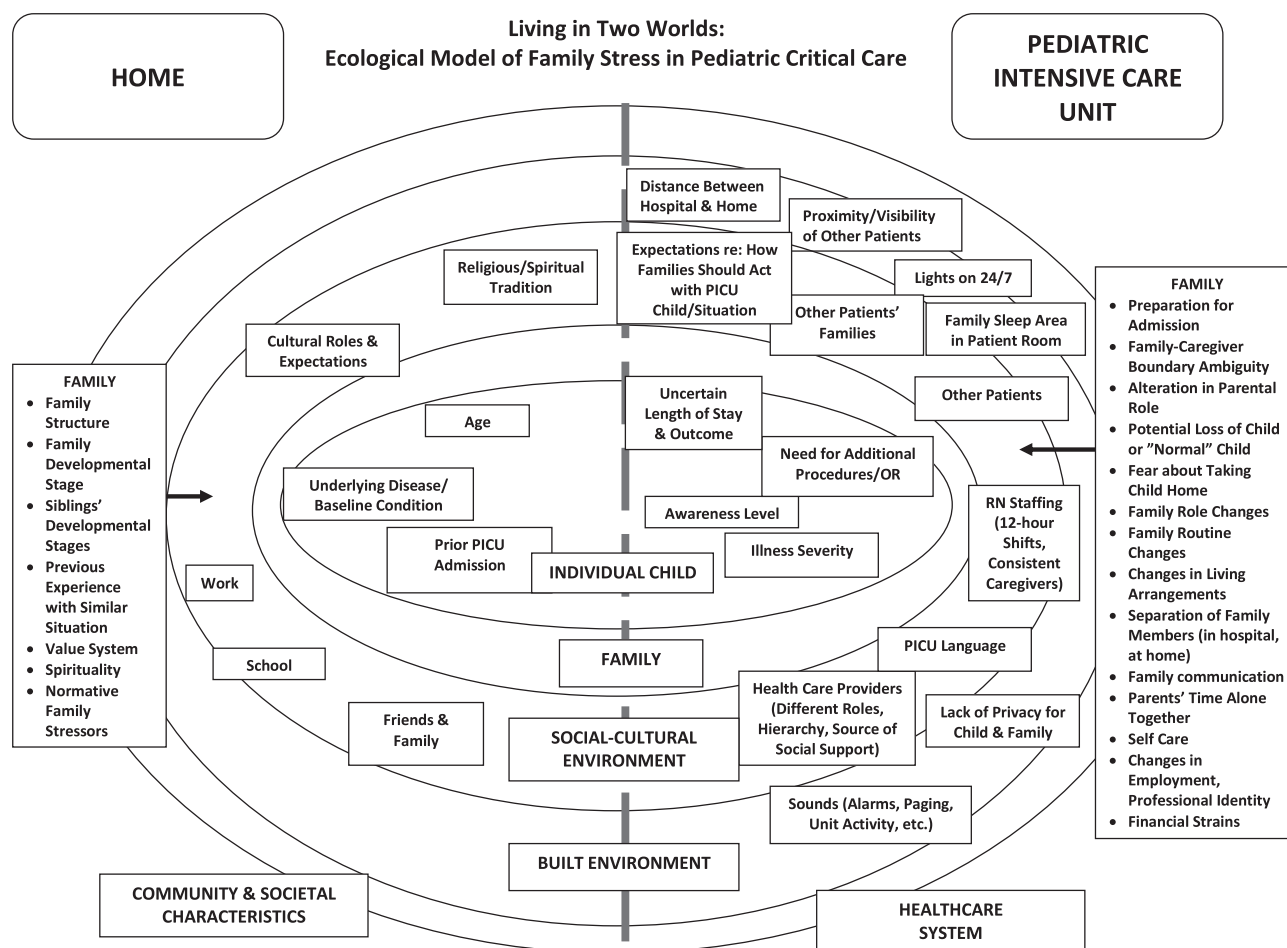 Living in Two Worlds:
Ecological Model of Family Stress in Pediatric Critical Care
HOME
PEDIATRIC
INTENSIVE CARE
UNIT
Distance Between
Hospital & Home
Proximity/Visibility
of Other Patients
Expectations re: How
Families Should Act
with PICU
Child/Situation
Religious/Spiritual
Tradition
Lights on 24/7
Other Patients'
Families
Family Sleep Area
in Patient Room
Cultural Roles &
Expectations
Other Patients
FAMILY
• Family
Structure
• Family
Developmental
Stage
• Siblings'
Developmental
Stages
• Previous
Experience
with Similar
Situation
• Value System
• Spirituality
• Normative
Family
Stressors
Age
Uncertain
Length of Stay
& Outcome
Need for Additional
Procedures/OR
Underlying Disease/
Baseline Condition
Awareness Level
Prior PICU
Admission
Illness Severity
INDIVIDUAL CHILD
RN Staffing
(12-hour
Shifts,
Consistent
Caregivers)
Work
School
FAMILY
PICU Language
Friends &
Family
SOCIAL-CULTURAL
ENVIRONMENT
Health Care Providers
(Different Roles,
Hierarchy, Source of
Social Support)
Lack of Privacy for
Child & Family
Sounds (Alarms, Paging,
Unit Activity, etc.)
BUILT ENVIRONMENT
COMMUNITY & SOCIETAL
CHARACTERISTICS
HEALTHCARE
SYSTEM
FAMILY
• Preparation for
Admission
• Family-Caregiver
Boundary Ambiguity
• Alteration in Parental
Role
• Potential Loss of Child
or ”Normal” Child
• Fear about Taking
Child Home
• Family Role Changes
• Family Routine
Changes
• Changes in Living
Arrangements
• Separation of Family
Members (in hospital,
at home)
• Family communication
• Parents' Time Alone
Together
• Self Care
• Changes in
Employment,
Professional Identity
• Financial Strains